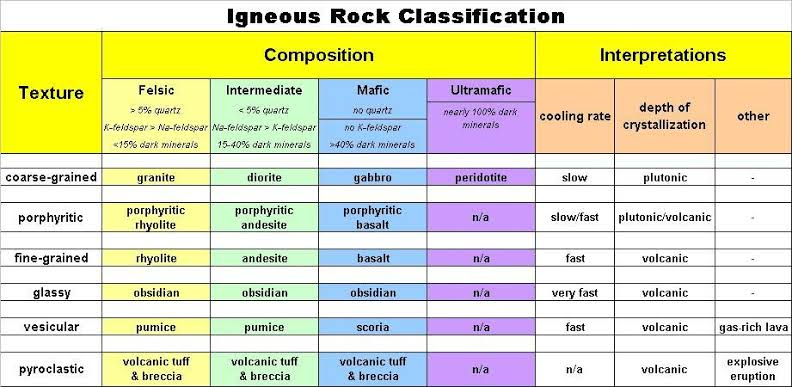 Igneous Rock Classification
Texture Composition Interpretations
Felsic Intermediate Mafic Ultramafic cooling rate depth of crystallization other
> 5% quartz < 5% quartz no quartz nearly 100% dark minerals
K-feldspar > Na-feldspar Na-feldspar > K-feldspar no K-feldspar
<15% dark minerals 15-40% dark minerals >40% dark minerals
coarse-grained granite diorite gabbro peridotite slow plutonic -
porphyritic porphyritic rhyolite porphyritic andesite porphyritic basalt n/a slow/fast plutonic/volcanic -
fine-grained rhyolite andesite basalt n/a fast volcanic -
glassy obsidian obsidian obsidian n/a very fast volcanic -
vesicular pumice pumice scoria n/a fast volcanic gas-rich lava
pyroclastic volcanic tuff & breccia volcanic tuff & breccia volcanic tuff & breccia n/a n/a volcanic explosive eruption